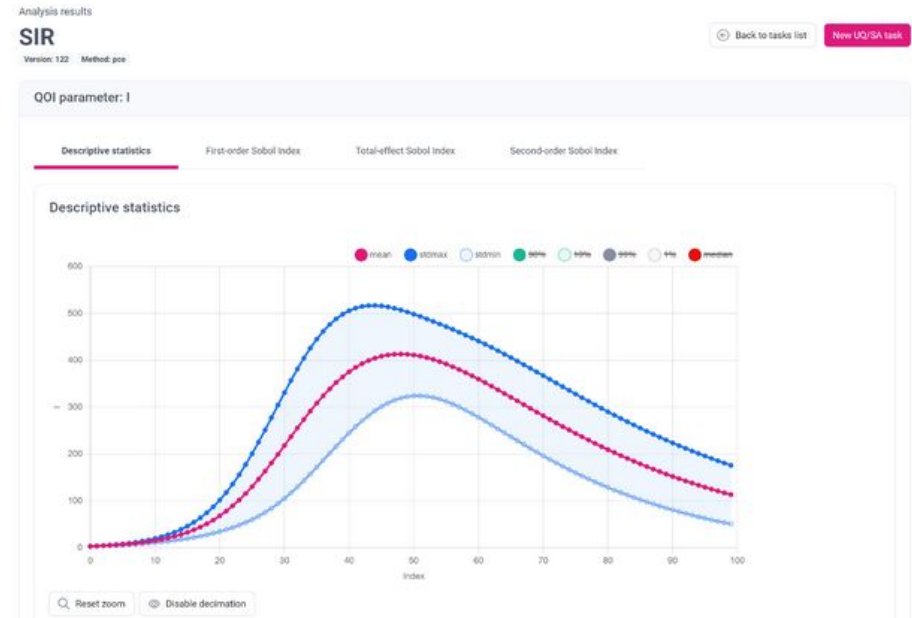 Analysis results
SIR
Back to tasks list
New UQ/SA task
Version: 122 Method: pce
QOI parameter: I
Descriptive statistics First-order Sobol Index Total-effect Sobol Index Second-order Sobol Index
Descriptive statistics
mean stdmax stdmin 90% 10% 99% 1% median
600
500
400
300
200
100
0
I
0 10 20 30 40 50 60 70 80 90 100
Index
Reset zoom Disable decimation